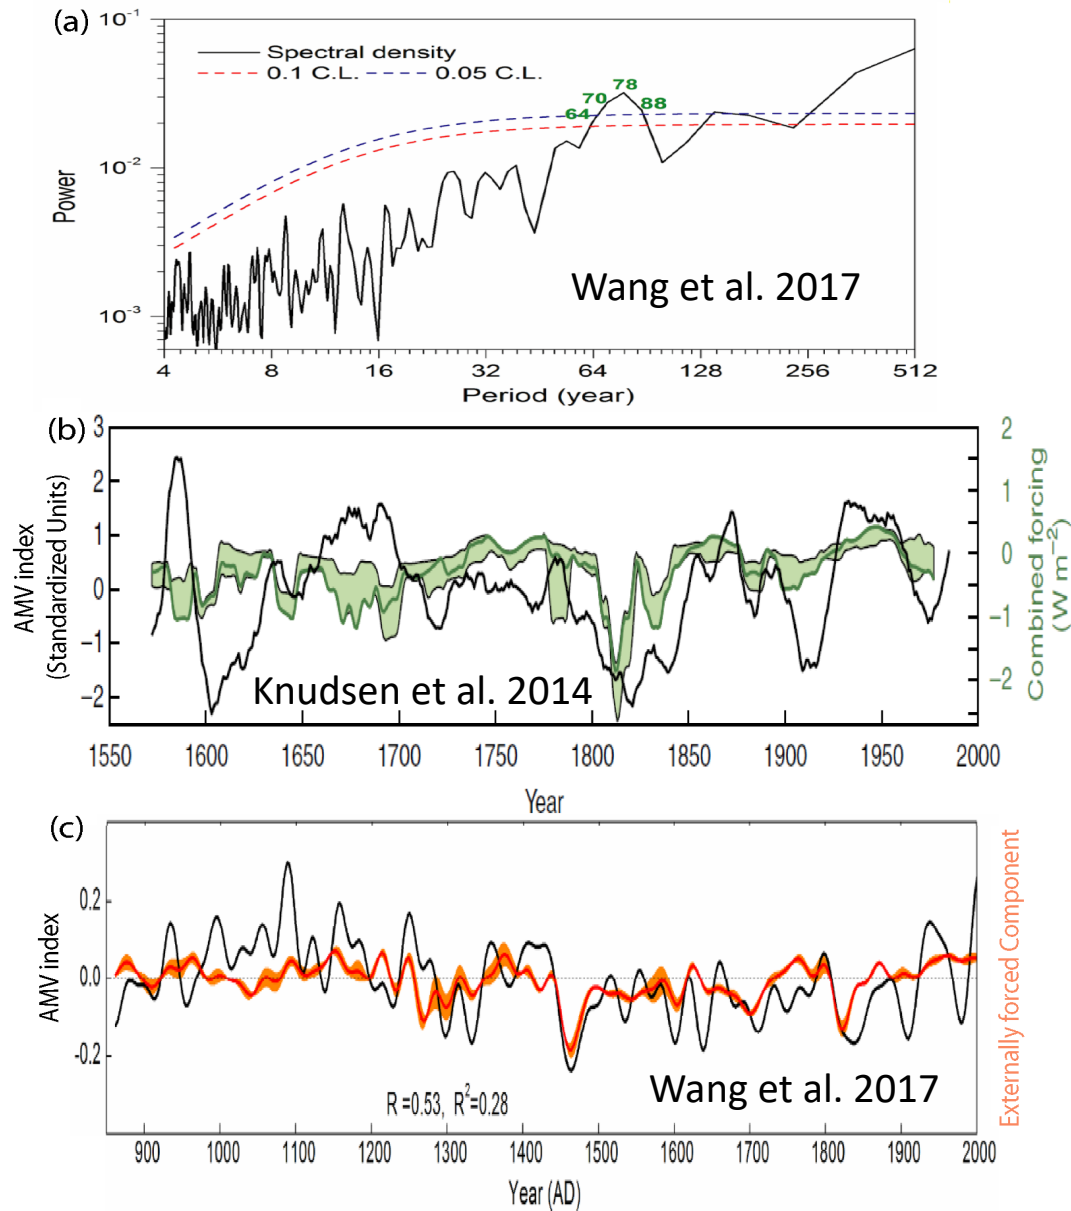 (a)
10⁻¹
Spectral density
0.1 C.L.
0.05 C.L.
64
70
78
88
10⁻²
10⁻³
Power
Wang et al. 2017
4
8
16
32
64
128
256
512
Period (year)
(b)
3
2
1
0
−1
−2
AMV index
(Standardized Units)
2
1
0
−1
−2
Combined forcing
(W m⁻²)
Knudsen et al. 2014
1550
1600
1650
1700
1750
1800
1850
1900
1950
2000
Year
(c)
0.2
0.0
-0.2
AMV index
Externally forced Component
Wang et al. 2017
R =0.53, R²=0.28
900
1000
1100
1200
1300
1400
1500
1600
1700
1800
1900
2000
Year (AD)